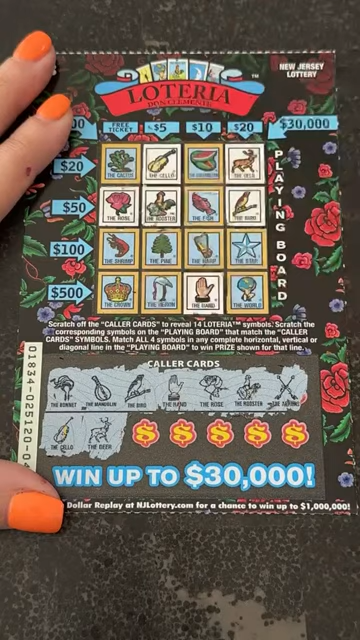 NEW JERSEY
LOTTERY
LOTERIA™
DON CLEMENTE
FREE TICKET $5 $10 $20 $30,000
$20
THE CACTUS THE CELLO THE WATERMELON THE DEER
$50
THE ROSE THE ROOSTER THE FISH THE BIRD
$100
THE SHRIMP THE PINE THE HARP THE STAR
$500
THE CROWN THE HERON THE HAND THE WORLD
PLAYING BOARD
Scratch off the "CALLER CARDS" to reveal 14 LOTERIA™ symbols. Scratch the
corresponding symbols on the "PLAYING BOARD" that match the "CALLER
CARDS" SYMBOLS. Match ALL 4 symbols in any complete horizontal, vertical or
diagonal line in the "PLAYING BOARD" to win PRIZE shown for that line.
CALLER CARDS
THE BONNET THE MANDOLIN THE BIRD THE HAND THE ROSE THE ROOSTER
THE CELLO THE DEER
WIN UP TO $30,000!
Dollar Replay at NJLottery.com for a chance to win up to $1,000,000!
01834-025120-0